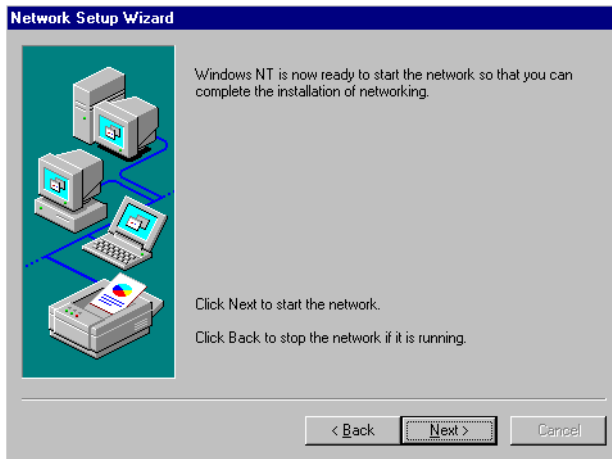 Network Setup Wizard
Windows NT is now ready to start the network so that you can
complete the installation of networking.
Click Next to start the network.
Click Back to stop the network if it is running.
< Back Next > Cancel